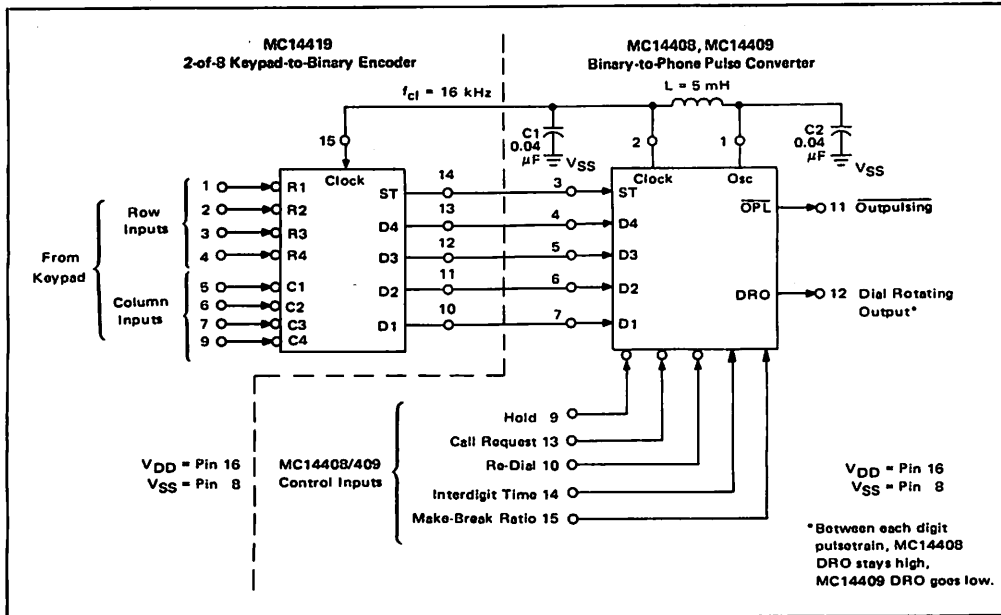 MC14419
2-of-8 Keypad-to-Binary Encoder
MC14408, MC14409
Binary-to-Phone Pulse Converter
fcl = 16 kHz
L = 5 mH
C1
0.04
µF
VSS
2
1
C2
0.04
µF
VSS
15
Clock
Clock
Osc
From
Keypad
Row
Inputs
1
2
3
4
R1
R2
R3
R4
Column
Inputs
5
6
7
9
C1
C2
C3
C4
ST
D4
D3
D2
D1
14
13
12
11
10
3
4
5
6
7
ST
D4
D3
D2
D1
OPL
11 Outpulsing
DRO
12 Dial Rotating
Output*
MC14408/409
Control Inputs
Hold 9
Call Request 13
Re-Dial 10
Interdigit Time 14
Make-Break Ratio 15
VDD = Pin 16
VSS = Pin 8
VDD = Pin 16
VSS = Pin 8
*Between each digit
pulsetrain, MC14408
DRO stays high,
MC14409 DRO goes low.